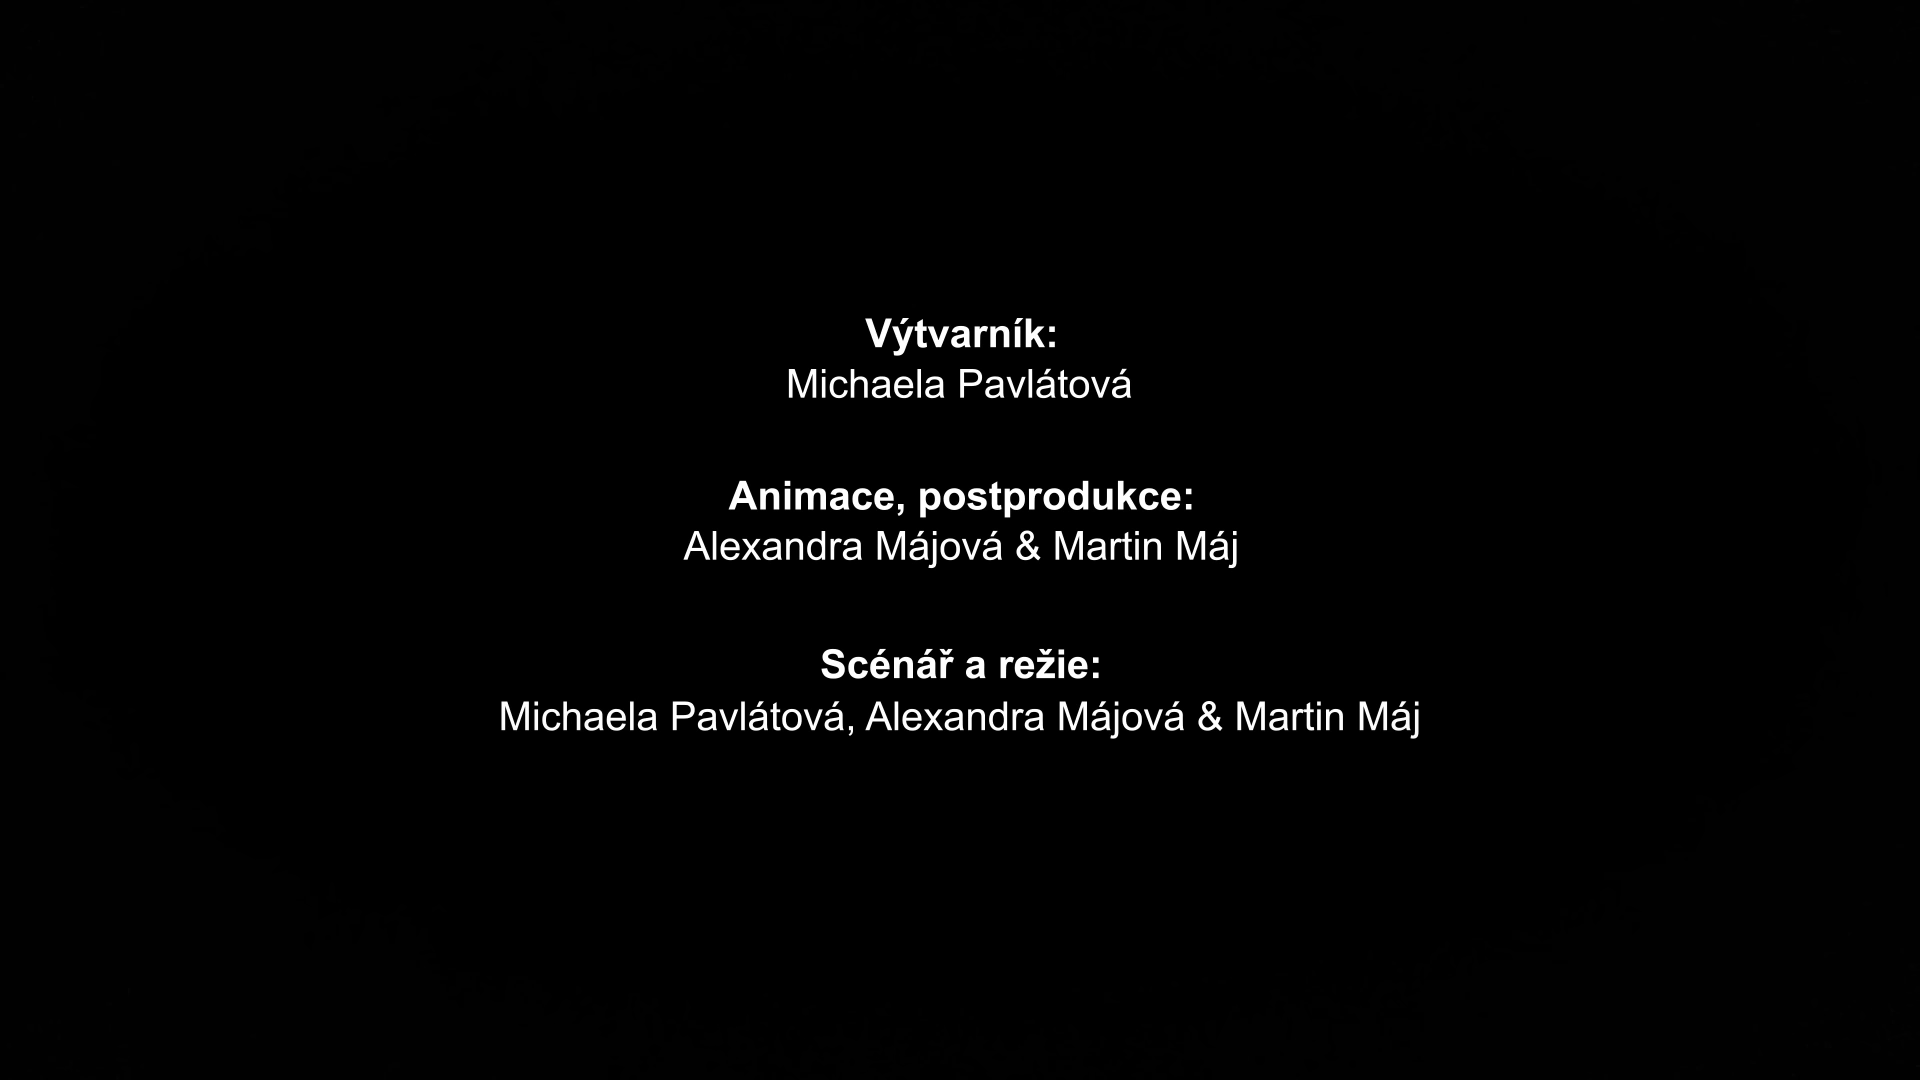 Výtvarník:
Michaela Pavlátová
Animace, postprodukce:
Alexandra Májová & Martin Máj
Scénář a režie:
Michaela Pavlátová, Alexandra Májová & Martin Máj